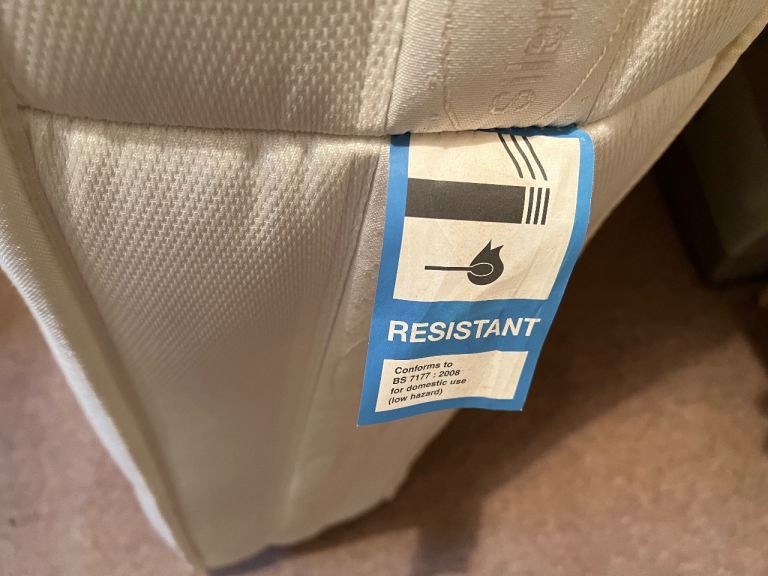 RESISTANT
Conforms to
BS 7177 : 2008
for domestic use
(low hazard)